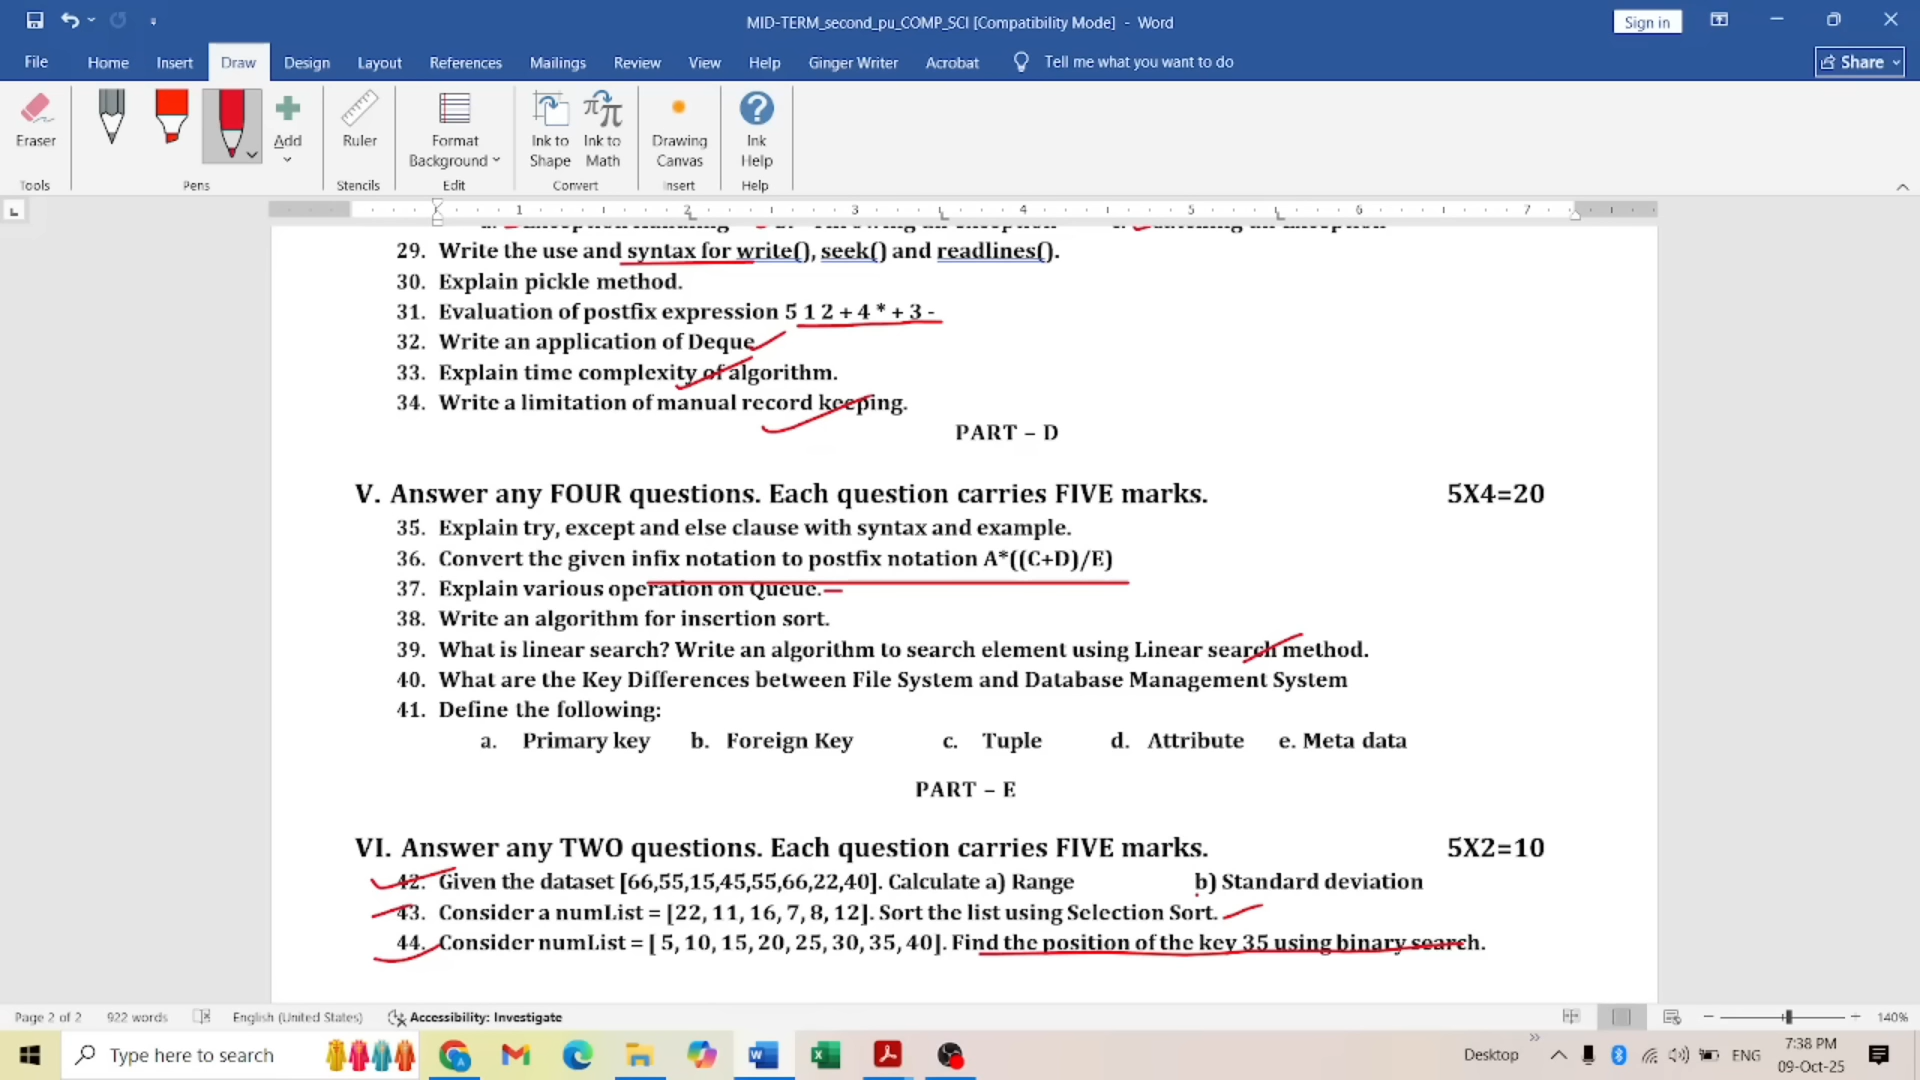 MID-TERM_second_pu_COMP_SCI [Compatibility Mode] - Word
Sign in
File Home Insert Draw Design Layout References Mailings Review View Help Ginger Writer Acrobat Tell me what you want to do Share
Eraser Add Ruler Format Background Ink to Shape Ink to Math Drawing Canvas Ink Help
Tools Pens Stencils Edit Convert Insert Help
1 2 3 4 5 6 7
29. Write the use and syntax for write(), seek() and readlines().
30. Explain pickle method.
31. Evaluation of postfix expression 5 1 2 + 4 * + 3 -
32. Write an application of Deque
33. Explain time complexity of algorithm.
34. Write a limitation of manual record keeping.
PART – D
V. Answer any FOUR questions. Each question carries FIVE marks. 5X4=20
35. Explain try, except and else clause with syntax and example.
36. Convert the given infix notation to postfix notation A*((C+D)/E)
37. Explain various operation on Queue.
38. Write an algorithm for insertion sort.
39. What is linear search? Write an algorithm to search element using Linear search method.
40. What are the Key Differences between File System and Database Management System
41. Define the following:
a. Primary key b. Foreign Key c. Tuple d. Attribute e. Meta data
PART – E
VI. Answer any TWO questions. Each question carries FIVE marks. 5X2=10
42. Given the dataset [66,55,15,45,55,66,22,40]. Calculate a) Range b) Standard deviation
43. Consider a numList = [22, 11, 16, 7, 8, 12]. Sort the list using Selection Sort.
44. Consider numList = [ 5, 10, 15, 20, 25, 30, 35, 40]. Find the position of the key 35 using binary search.
Page 2 of 2 922 words English (United States) Accessibility: Investigate 140%
Type here to search Desktop ENG 7:38 PM
09-Oct-25